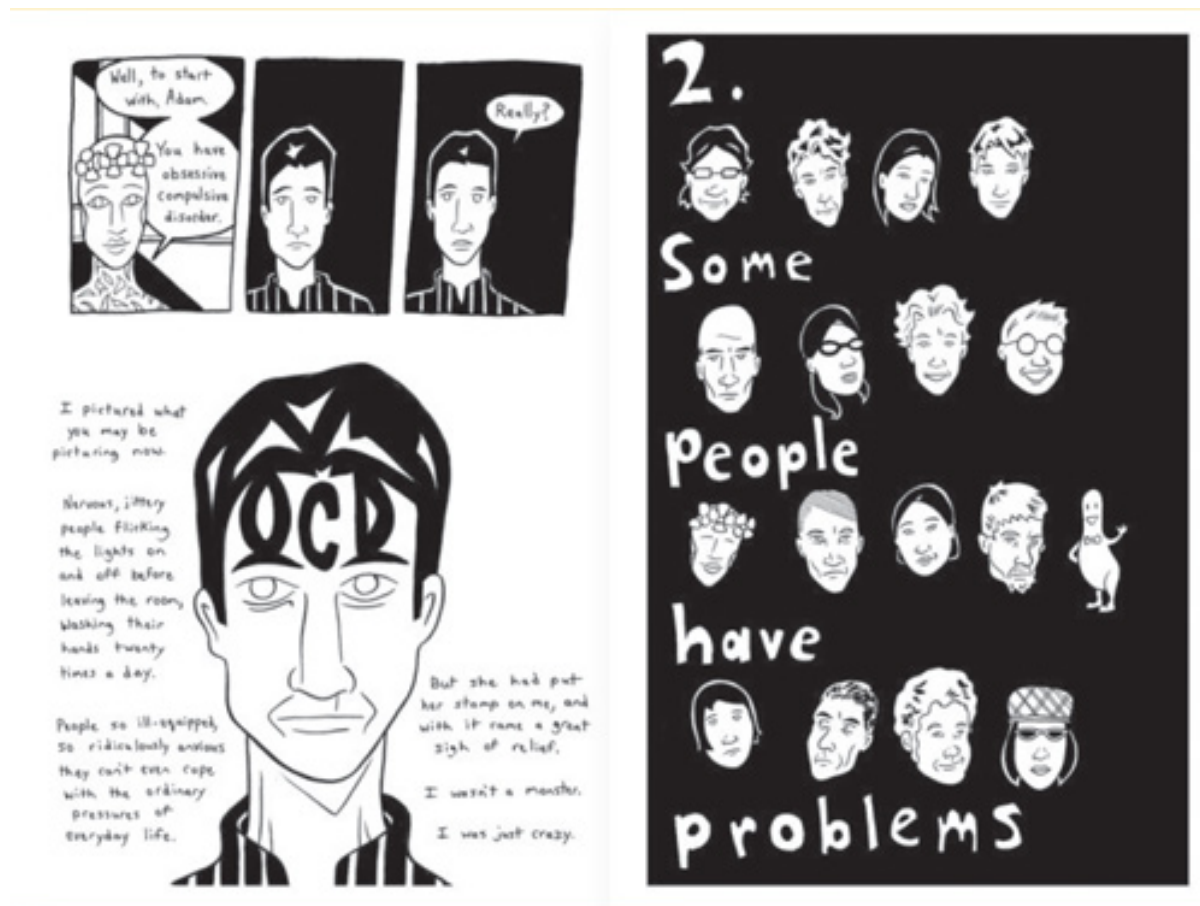 Well, to start
with, Adam.
You have
obsessive
compulsive
disorder.
Really?
I pictured what
you may be
picturing now.
Nervous, jittery
people flicking
the lights on
and off before
leaving the room,
washing their
hands twenty
times a day.
People so ill-equipped,
so ridiculously anxious
they can't even cope
with the ordinary
pressures of
everyday life.
OCD
But she had put
her stamp on me, and
with it came a great
sigh of relief.
I wasn't a monster.
I was just crazy.
2.
Some
people
have
problems